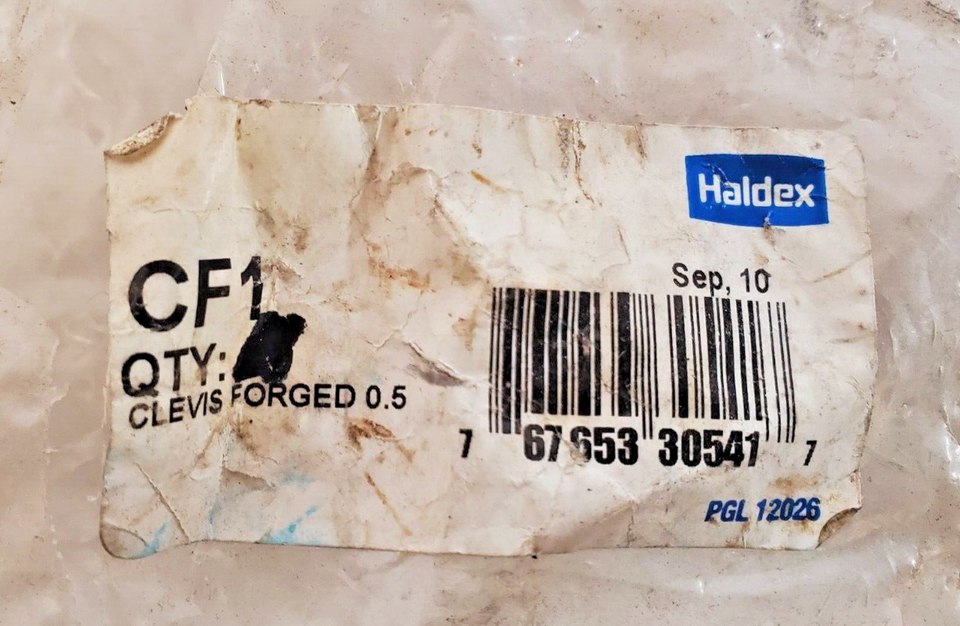 Haldex
Sep, 10
CF1
QTY:
CLEVIS FORGED 0.5
7 67653 30541 7
PGL 12026